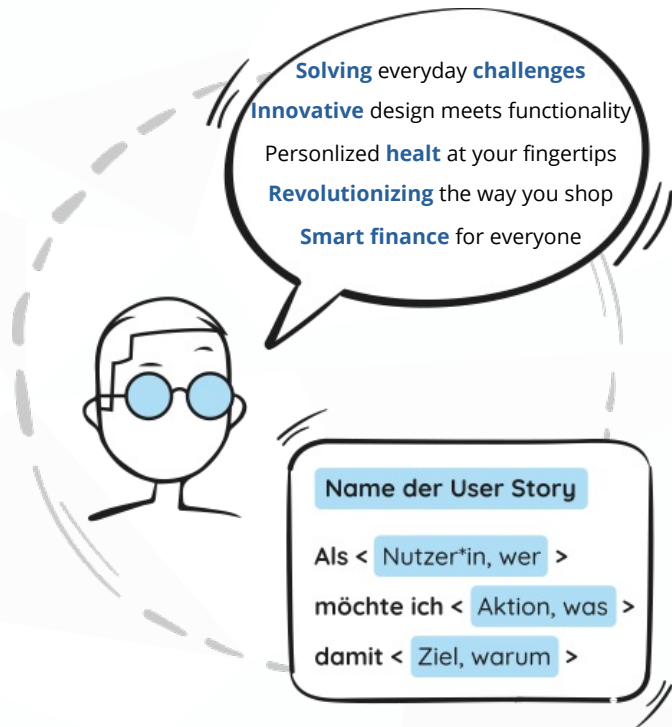 Solving everyday challenges
Innovative design meets functionality
Personlized healt at your fingertips
Revolutionizing the way you shop
Smart finance for everyone
Name der User Story
Als < Nutzer*in, wer >
möchte ich < Aktion, was >
damit < Ziel, warum >